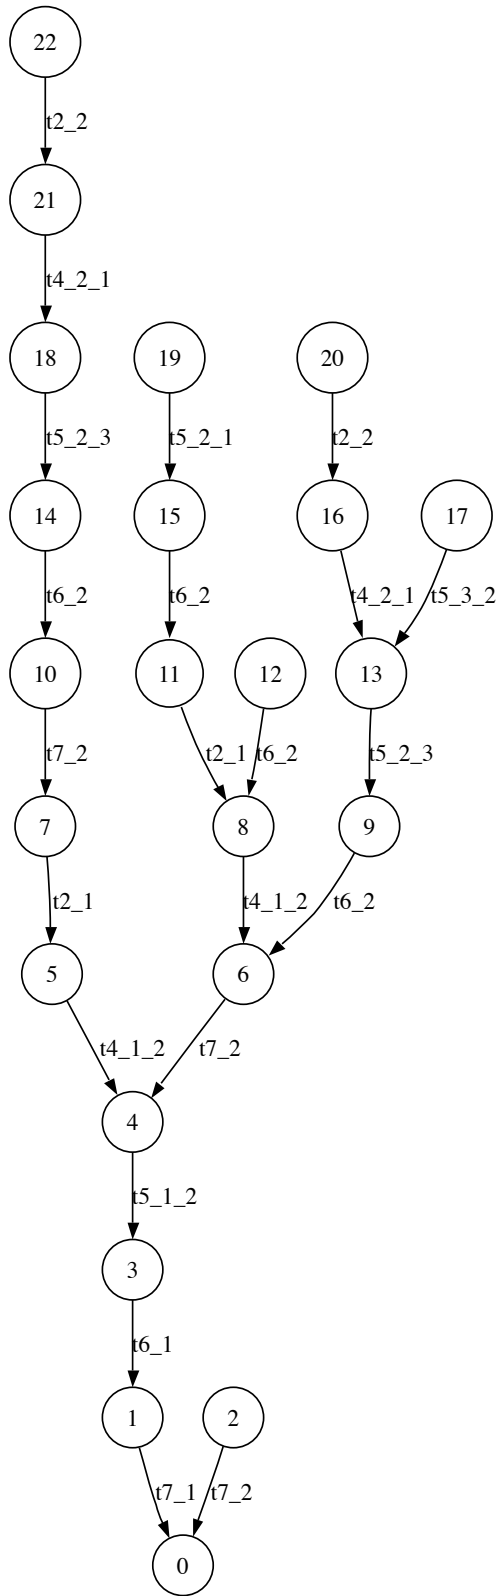 22
t2_2
21
t4_2_1
18 19 20
t5_2_3 t5_2_1 t2_2
14 15 16 17
t6_2 t6_2 t4_2_1 t5_3_2
10 11 12 13
t7_2 t2_1 t6_2 t5_2_3
7 8 9
t2_1 t4_1_2 t6_2
5 6
t4_1_2 t7_2
4
t5_1_2
3
t6_1
1 2
t7_1 t7_2
0